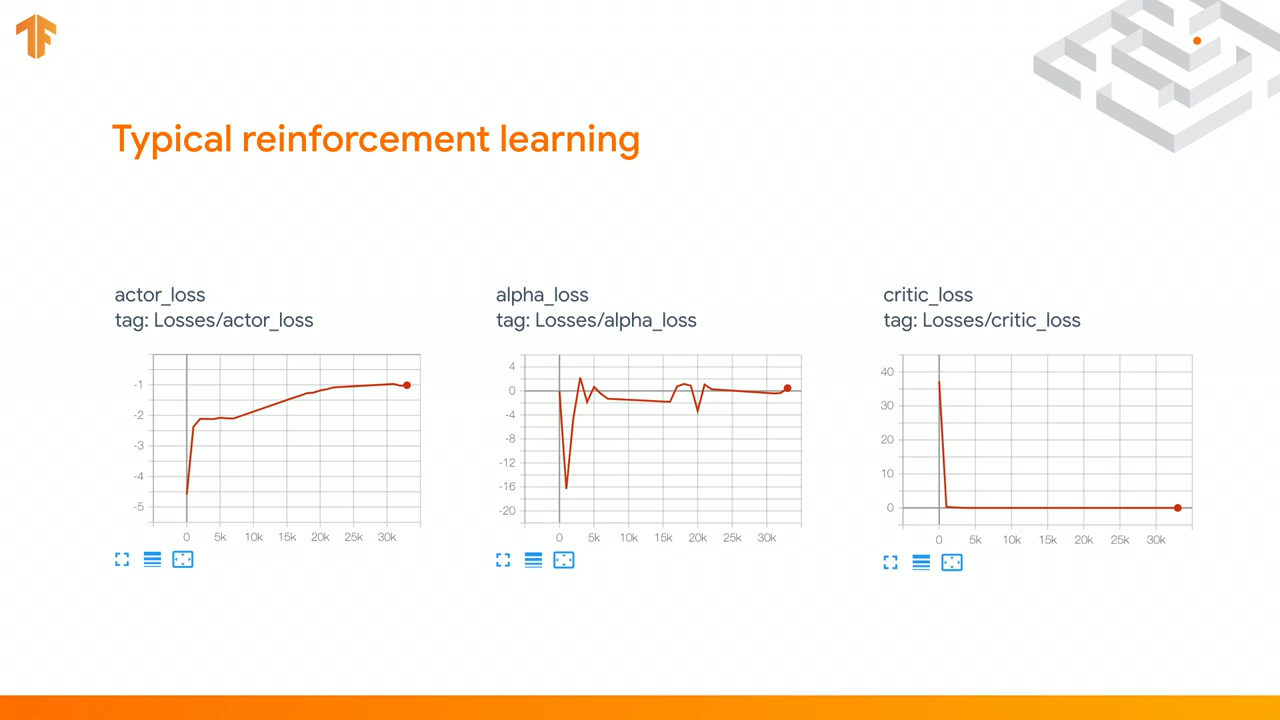 Typical reinforcement learning
actor_loss
tag: Losses/actor_loss
-1
-2
-3
-4
-5
0 5k 10k 15k 20k 25k 30k
alpha_loss
tag: Losses/alpha_loss
4
0
-4
-8
-12
-16
-20
0 5k 10k 15k 20k 25k 30k
critic_loss
tag: Losses/critic_loss
40
30
20
10
0
0 5k 10k 15k 20k 25k 30k